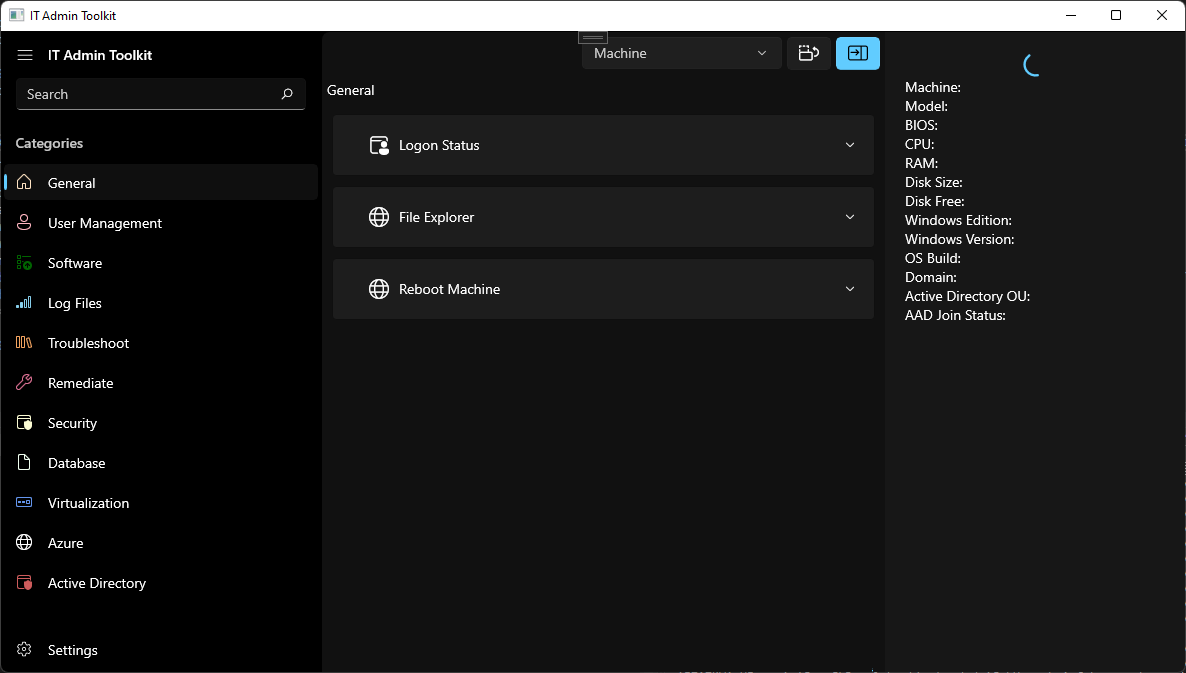 IT Admin Toolkit
IT Admin Toolkit
Search
Categories
General
User Management
Software
Log Files
Troubleshoot
Remediate
Security
Database
Virtualization
Azure
Active Directory
Settings
Machine
General
Logon Status
File Explorer
Reboot Machine
Machine:
Model:
BIOS:
CPU:
RAM:
Disk Size:
Disk Free:
Windows Edition:
Windows Version:
OS Build:
Domain:
Active Directory OU:
AAD Join Status: